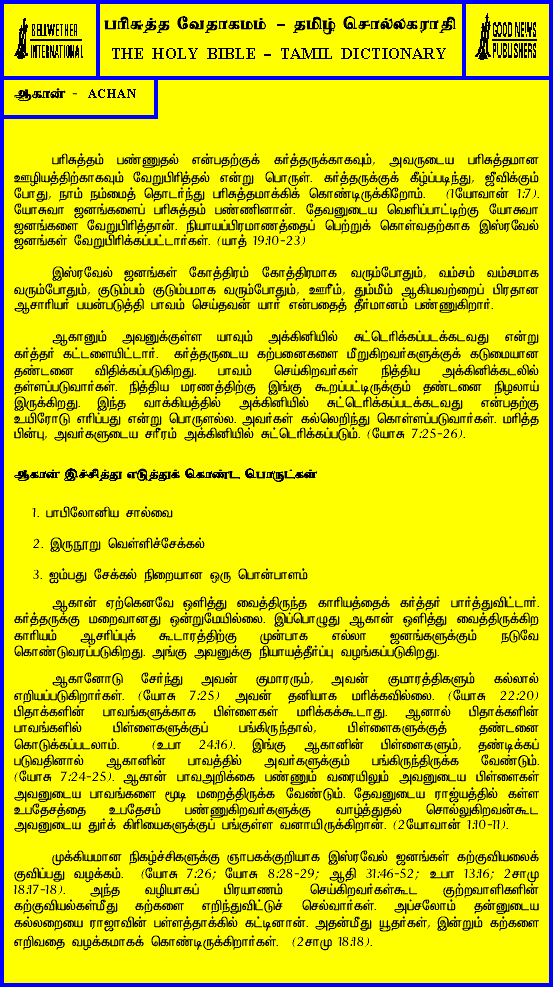 BELLWETHER
INTERNATIONAL
பரிசுத்த வேதாகமம் – தமிழ் சொல்லகராதி
THE HOLY BIBLE – TAMIL DICTIONARY
GOOD NEWS
PUBLISHERS
ஆகான் - ACHAN
பரிசுத்தம் பண்ணுதல் என்பதற்குக் கர்த்தருக்காகவும், அவருடைய பரிசுத்தமான
ஊழியத்திற்காகவும் வேறுபிரித்தல் என்று பொருள். கர்த்தருக்குக் கீழ்ப்படிந்து, ஜீவிக்கும்
போது, நாம் நம்மைத் தொடர்ந்து பரிசுத்தமாக்கிக் கொண்டிருக்கிறோம். (யோவான் 1:7).
யோசுவா ஜனங்களைப் பரிசுத்தம் பண்ணினான். தேவனுடைய வெளிப்பாட்டிற்கு யோசுவா
ஜனங்களை வேறுபிரித்தான். நியாயப்பிரமாணத்தைப் பெற்றுக் கொள்வதற்காக இஸ்ரவேல்
ஜனங்கள் வேறுபிரிக்கப்பட்டார்கள். (யாத் 19:10-23)
இஸ்ரவேல் ஜனங்கள் கோத்திரம் கோத்திரமாக வரும்போதும், வம்சம் வம்சமாக
வரும்போதும், குடும்பம் குடும்பமாக வரும்போதும், ஊரீம், தும்மீம் ஆகியவற்றைப் பிரதான
ஆசாரியர் பயன்படுத்தி பாவம் செய்தவன் யார் என்பதைத் தீர்மானம் பண்ணுகிறார்.
ஆகானும் அவனுக்குள்ள யாவும் அக்கினியில் சுட்டெரிக்கப்படக்கடவது என்று
கர்த்தர் கட்டளையிட்டார். கர்த்தருடைய கற்பனைகளை மீறுகிறவர்களுக்குக் கடுமையான
தண்டனை விதிக்கப்படுகிறது. பாவம் செய்கிறவர்கள் நித்திய அக்கினிக்கடலில்
தள்ளப்படுவார்கள். நித்திய மரணத்திற்கு இங்கு கூறப்பட்டிருக்கும் தண்டனை நிழலாய்
இருக்கிறது. இந்த வாக்கியத்தில் அக்கினியில் சுட்டெரிக்கப்படக்கடவது என்பதற்கு
உயிரோடு எரிப்பது என்று பொருளல்ல. அவர்கள் கல்லெறிந்து கொள்ளப்படுவார்கள். மரித்த
பின்பு, அவர்களுடைய சரீரம் அக்கினியில் சுட்டெரிக்கப்படும். (யோசு 7:25-26).
ஆகான் இச்சித்து எடுத்துக் கொண்ட பொருட்கள்
1. பாபிலோனிய சால்வை
2. இருநூறு வெள்ளிச்சேக்கல்
3. ஐம்பது சேக்கல் நிறையான ஒரு பொன்பாளம்
ஆகான் ஏற்கெனவே ஒளித்து வைத்திருந்த காரியத்தைக் கர்த்தர் பார்த்துவிட்டார்.
கர்த்தருக்கு மறைவானது ஒன்றுமேயில்லை. இப்பொழுது ஆகான் ஒளித்து வைத்திருக்கிற
காரியம் ஆசரிப்புக் கூடாரத்திற்கு முன்பாக எல்லா ஜனங்களுக்கும் நடுவே
கொண்டுவரப்படுகிறது. அங்கு அவனுக்கு நியாயத்தீர்ப்பு வழங்கப்படுகிறது.
ஆகானோடு சேர்ந்து அவன் குமாரரும், அவன் குமாரத்திகளும் கல்லால்
எறியப்படுகிறார்கள். (யோசு 7:25) அவன் தனியாக மரிக்கவில்லை. (யோசு 22:20)
பிதாக்களின் பாவங்களுக்காக பிள்ளைகள் மரிக்கக்கூடாது. ஆனால் பிதாக்களின்
பாவங்களில் பிள்ளைகளுக்குப் பங்கிருந்தால், பிள்ளைகளுக்குத் தண்டனை
கொடுக்கப்படலாம். (உபா 24:16). இங்கு ஆகானின் பிள்ளைகளும், தண்டிக்கப்
படுவதினால் ஆகானின் பாவத்தில் அவர்களுக்கும் பங்கிருந்திருக்க வேண்டும்.
(யோசு 7:24-25). ஆகான் பாவஅறிக்கை பண்ணும் வரையிலும் அவனுடைய பிள்ளைகள்
அவனுடைய பாவங்களை மூடி மறைத்திருக்க வேண்டும். தேவனுடைய ராஜ்யத்தில் கள்ள
உபதேசத்தை உபதேசம் பண்ணுகிறவர்களுக்கு வாழ்த்துதல் சொல்லுகிறவன்கூட
அவனுடைய துர்க் கிரியைகளுக்குப் பங்குள்ள வனாயிருக்கிறான். (2யோவான் 1:10-11).
முக்கியமான நிகழ்ச்சிகளுக்கு ஞாபகக்குறியாக இஸ்ரவேல் ஜனங்கள் கற்குவியலைக்
குவிப்பது வழக்கம். (யோசு 7:26; யோசு 8:28-29; ஆதி 31:46-52; உபா 13:16; 2சாமு
18:17-18). அந்த வழியாகப் பிரயாணம் செய்கிறவர்கள்கூட குற்றவாளிகளின்
கற்குவியல்கள்மீது கற்களை எறிந்துவிட்டுச் செல்வார்கள். அப்சலோம் தன்னுடைய
கல்லறையை ராஜாவின் பள்ளத்தாக்கில் கட்டினான். அதன்மீது யூதர்கள், இன்றும் கற்களை
எறிவதை வழக்கமாகக் கொண்டிருக்கிறார்கள். (2சாமு 18:18).